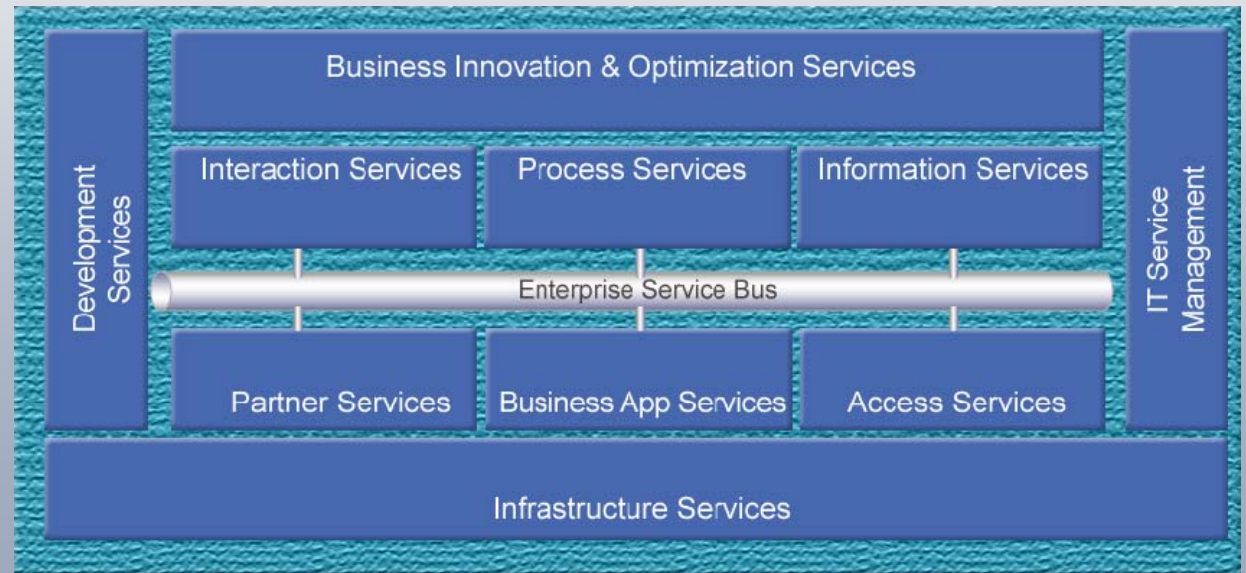 Business Innovation & Optimization Services
Development
Services
Interaction Services
Process Services
Information Services
IT Service
Management
Enterprise Service Bus
Partner Services
Business App Services
Access Services
Infrastructure Services